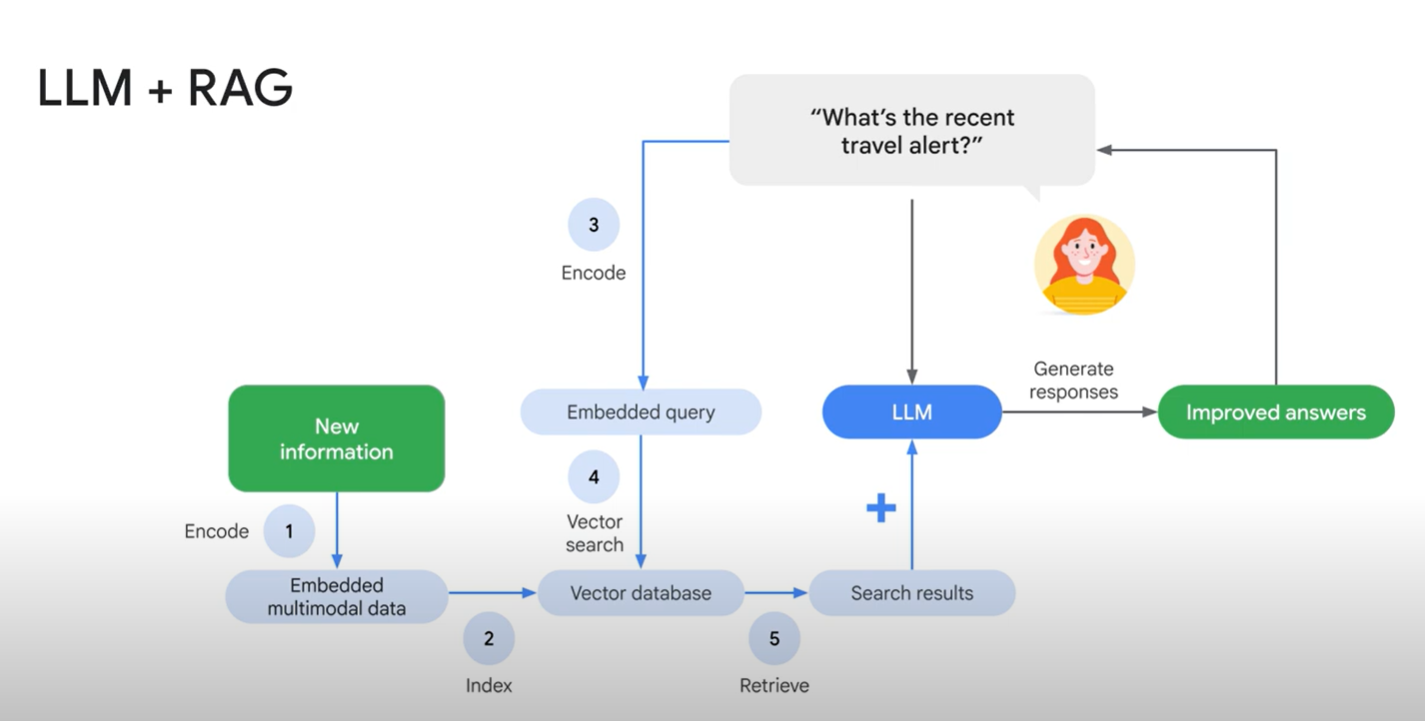 LLM + RAG
“What’s the recent
travel alert?”
3
Encode
Generate
responses
New
information
Embedded query
LLM
Improved answers
4
Vector
search
Encode
1
Embedded
multimodal data
Vector database
Search results
2
Index
5
Retrieve